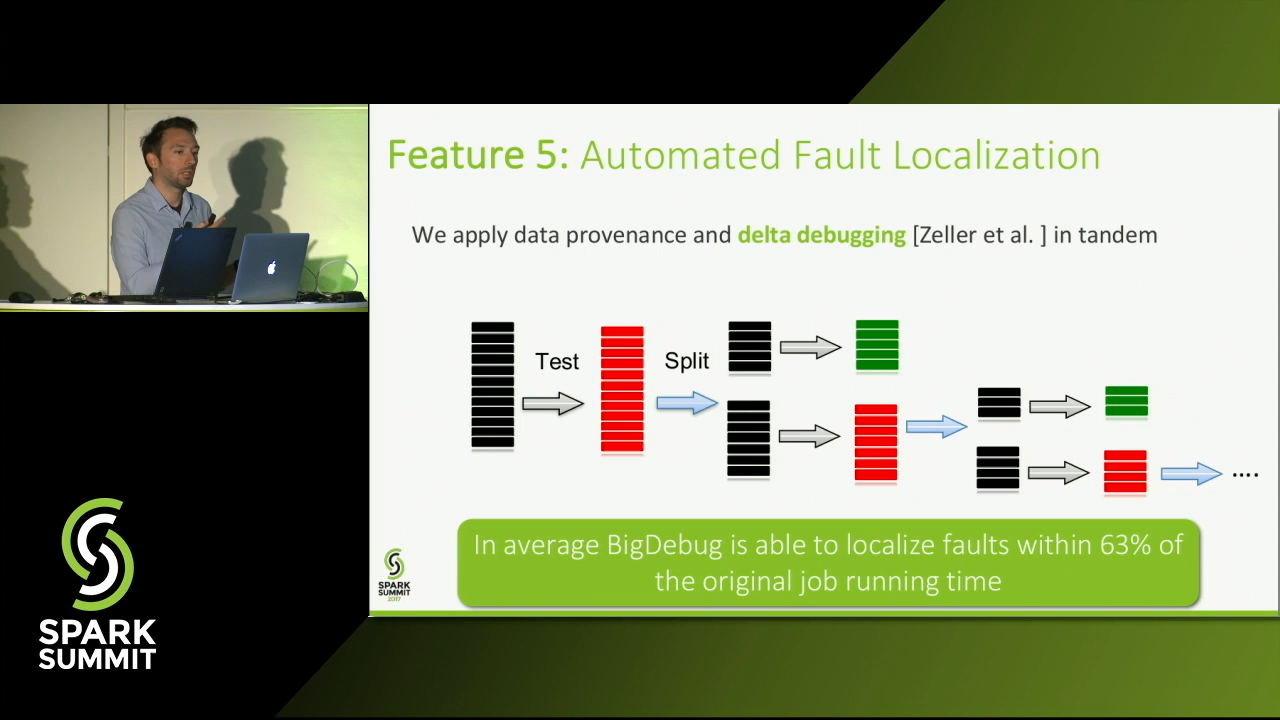 Feature 5: Automated Fault Localization
We apply data provenance and delta debugging [Zeller et al. ] in tandem
Test
Split
....
In average BigDebug is able to localize faults within 63% of
the original job running time
SPARK
SUMMIT
2017
SPARK
SUMMIT